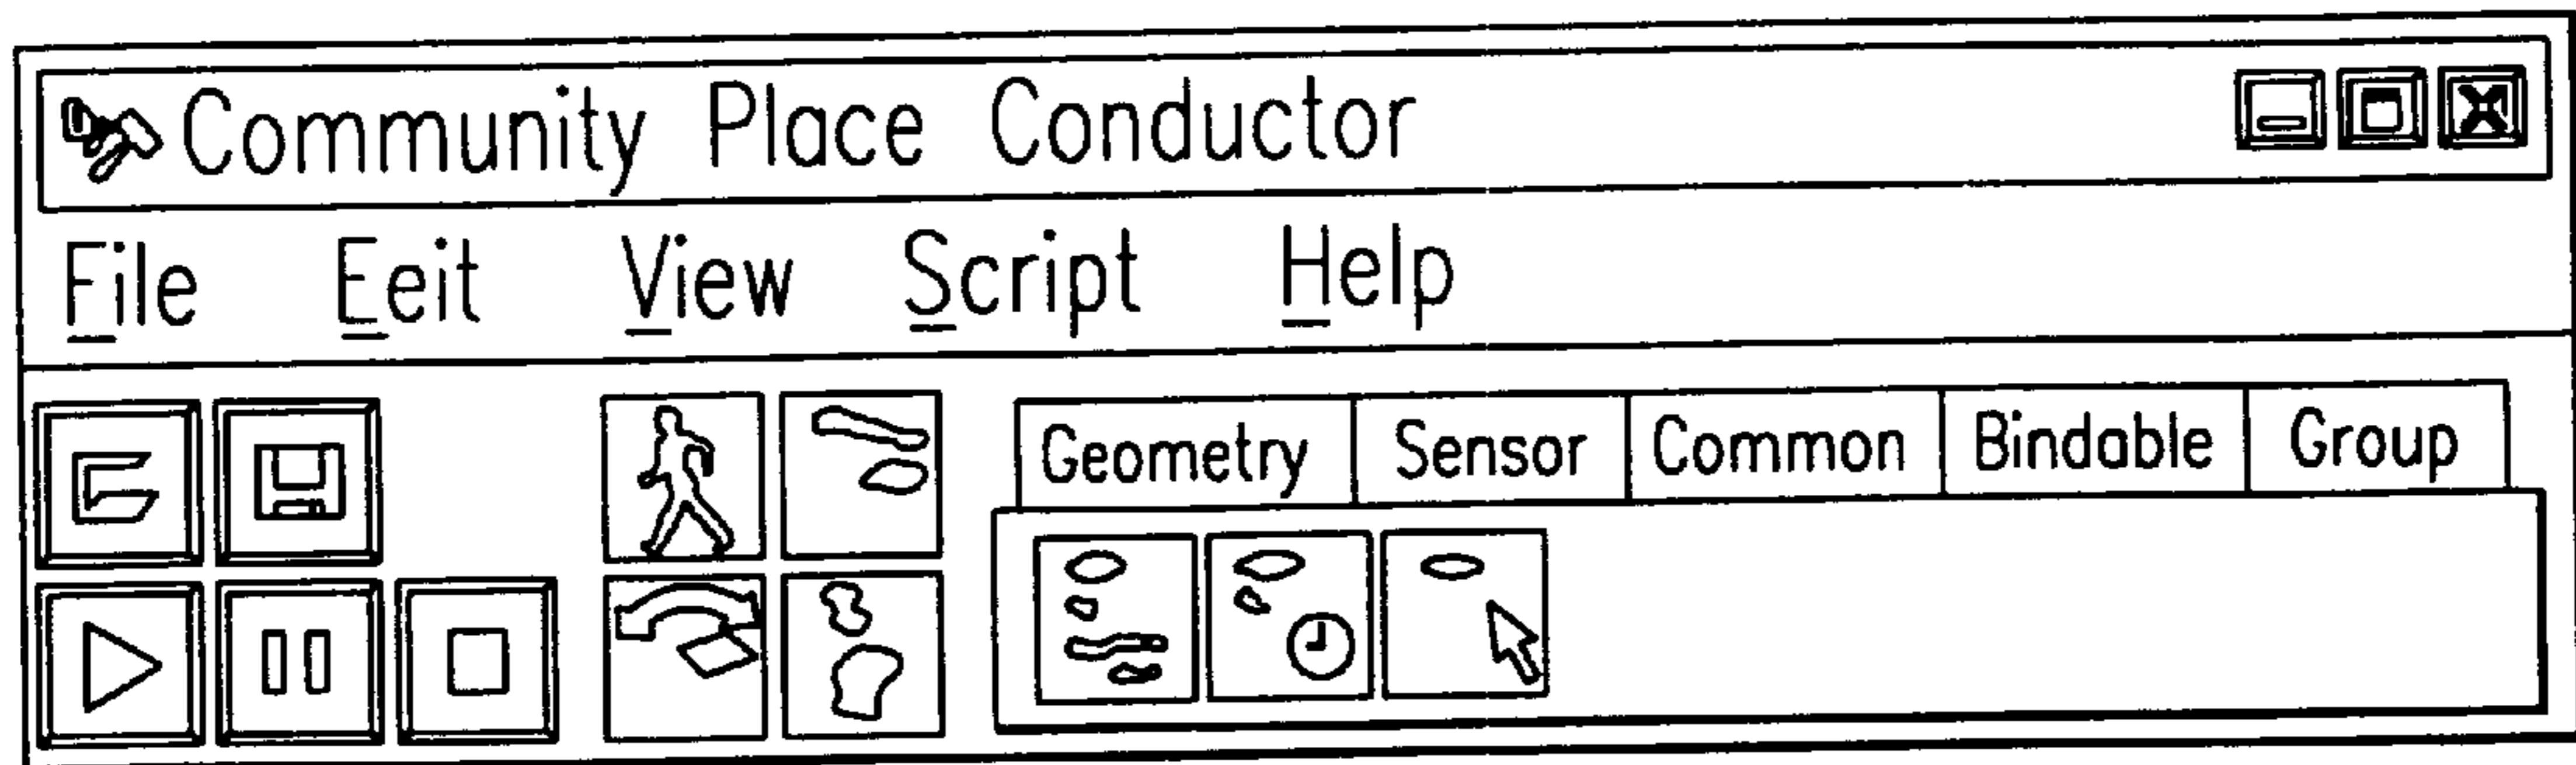 Community Place Conductor
File Eeit View Script Help
Geometry Sensor Common Bindable Group